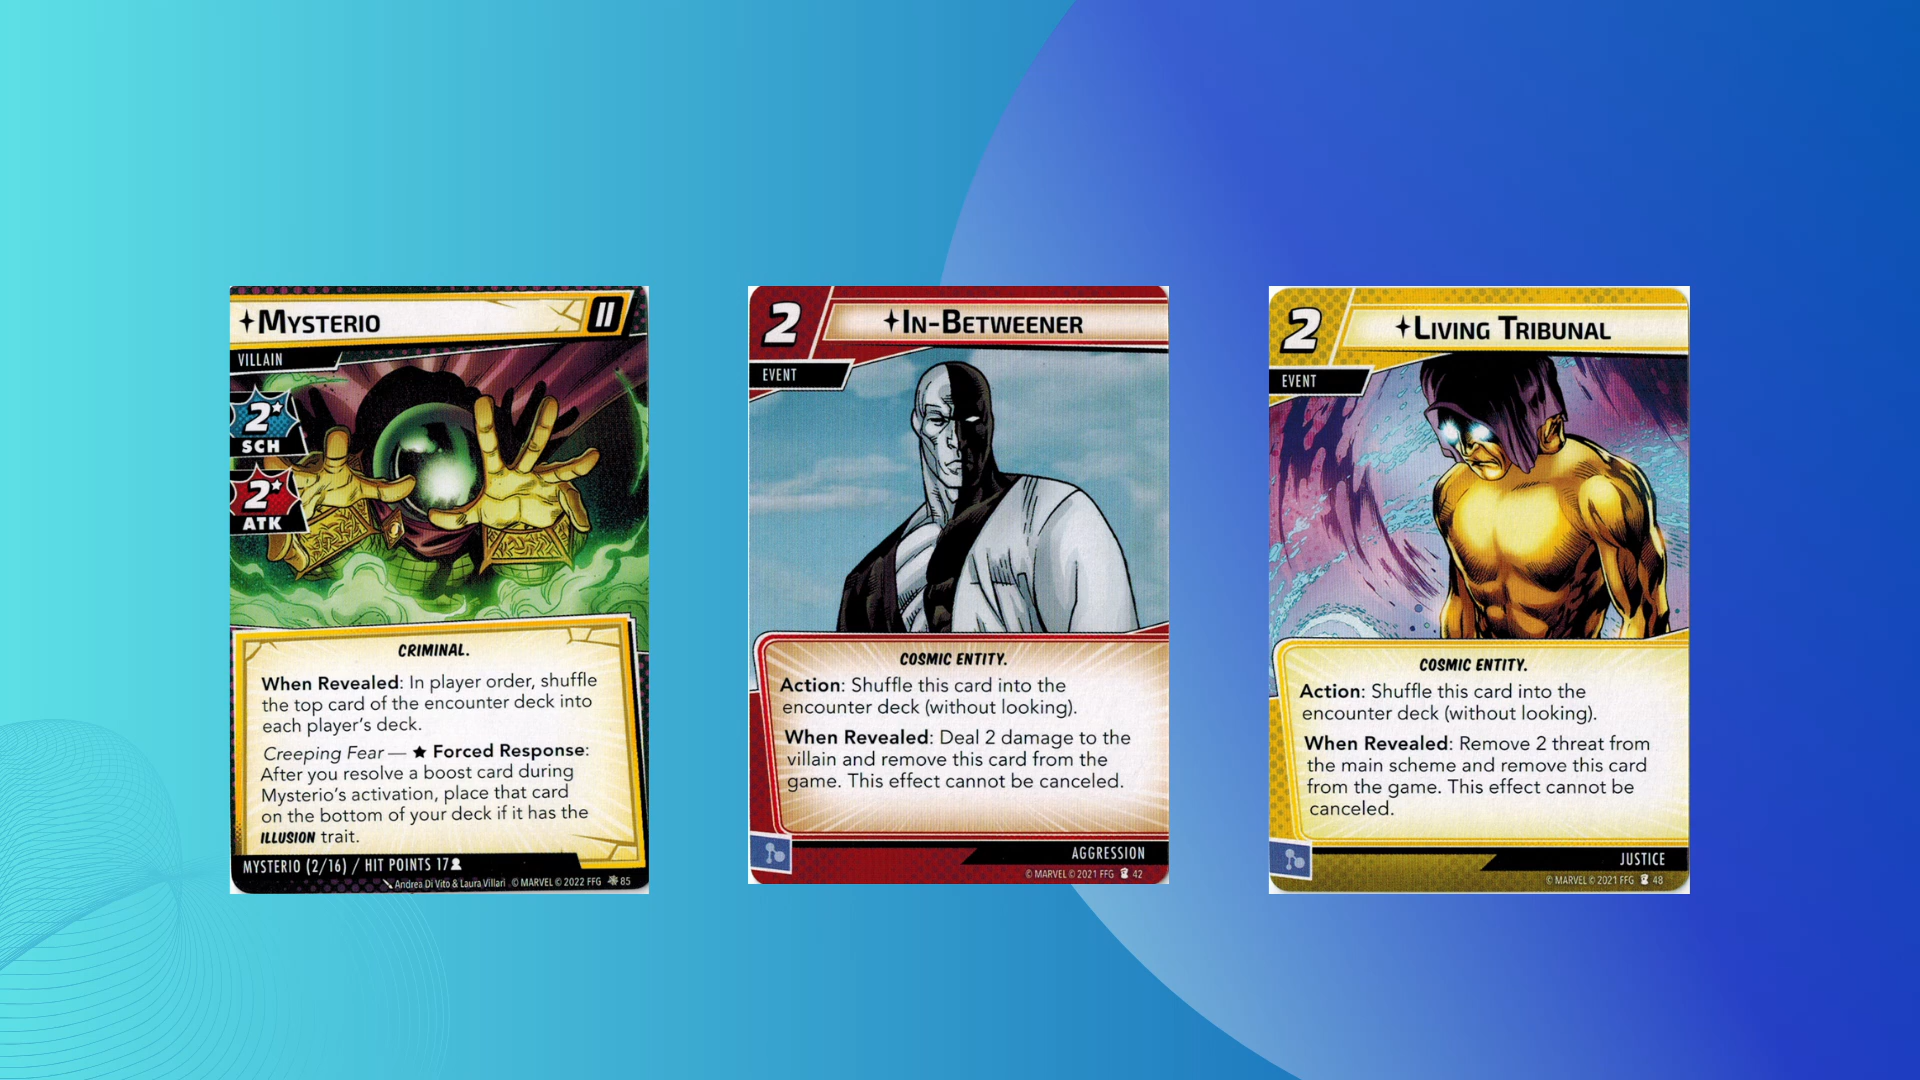 Mysterio
II
VILLAIN
2
SCH
2
ATK
CRIMINAL.
When Revealed: In player order, shuffle
the top card of the encounter deck into
each player's deck.
Creeping Fear — ★ Forced Response:
After you resolve a boost card during
Mysterio's activation, place that card
on the bottom of your deck if it has the
ILLUSION trait.
MYSTERIO (2/16) / HIT POINTS 17
Andrea Di Vito & Laura Villari © MARVEL © 2022 FFG 85
2
In-Betweener
EVENT
COSMIC ENTITY.
Action: Shuffle this card into the
encounter deck (without looking).
When Revealed: Deal 2 damage to the
villain and remove this card from the
game. This effect cannot be canceled.
AGGRESSION
© MARVEL © 2021 FFG 42
2
Living Tribunal
EVENT
COSMIC ENTITY.
Action: Shuffle this card into the
encounter deck (without looking).
When Revealed: Remove 2 threat from
the main scheme and remove this card
from the game. This effect cannot be
canceled.
JUSTICE
© MARVEL © 2021 FFG 48